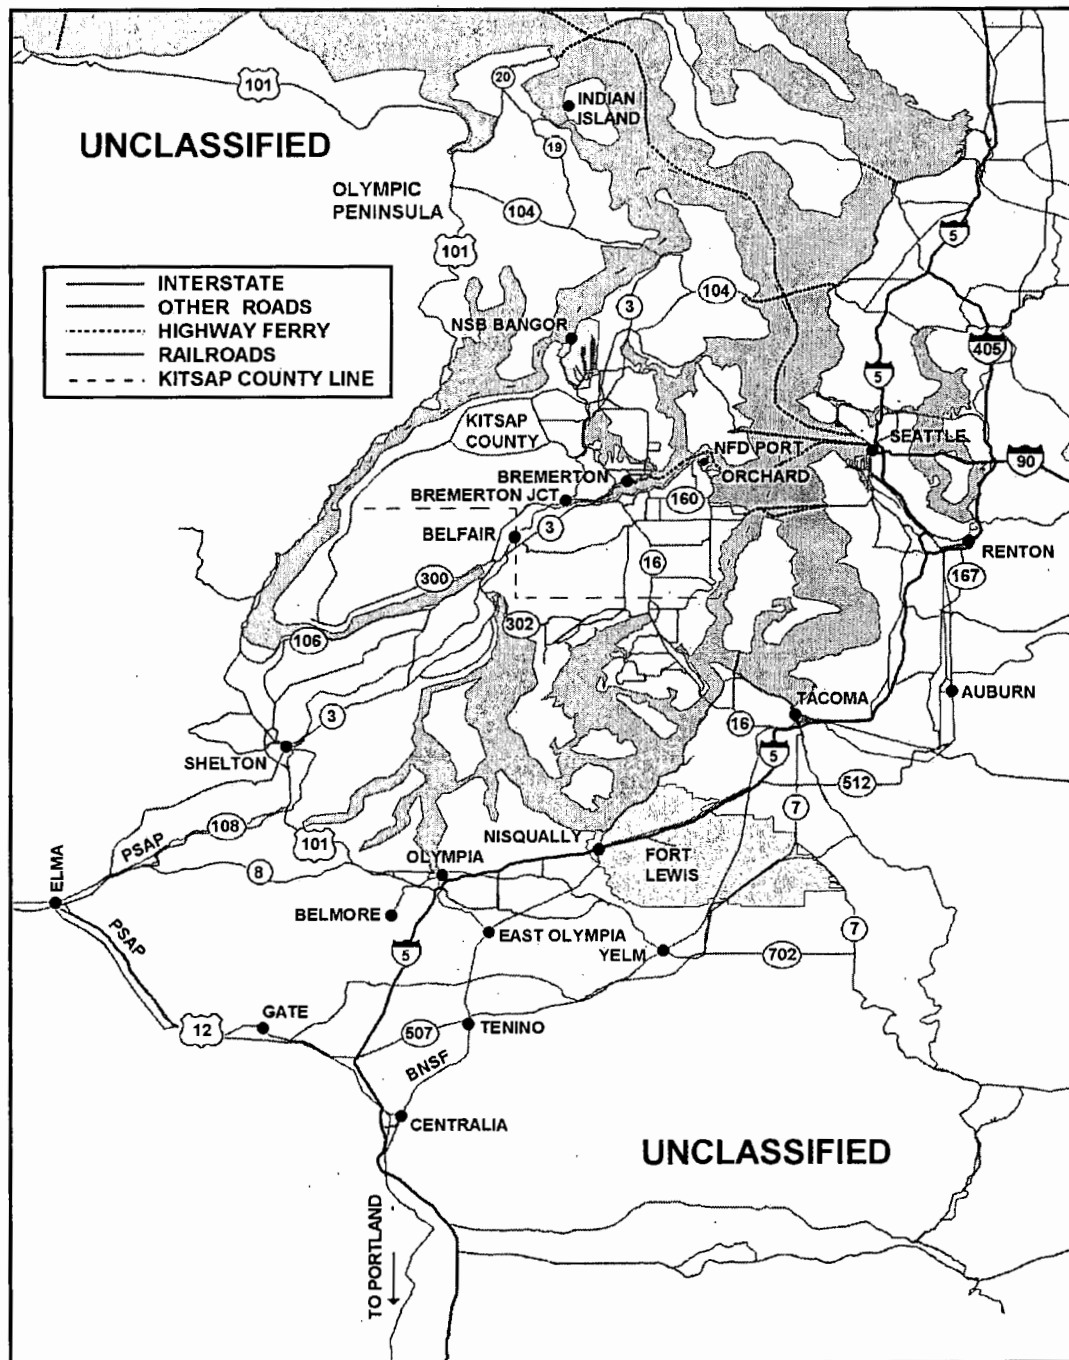 101
20
INDIAN
ISLAND
UNCLASSIFIED
19
OLYMPIC
PENINSULA
104
5
101
INTERSTATE
OTHER ROADS
HIGHWAY FERRY
RAILROADS
KITSAP COUNTY LINE
3
104
NSB BANGOR
405
5
KITSAP
COUNTY
SEATTLE
NFD PORT
ORCHARD
90
BREMERTON
BREMERTON JCT
160
3
BELFAIR
RENTON
16
300
167
302
106
AUBURN
TACOMA
3
16
SHELTON
5
512
7
108
PSAP
NISQUALLY
101
OLYMPIA
FORT
LEWIS
8
ELMA
BELMORE
PSAP
EAST OLYMPIA
7
5
YELM
702
GATE
12
507
TENINO
BNSF
CENTRALIA
UNCLASSIFIED
TO PORTLAND